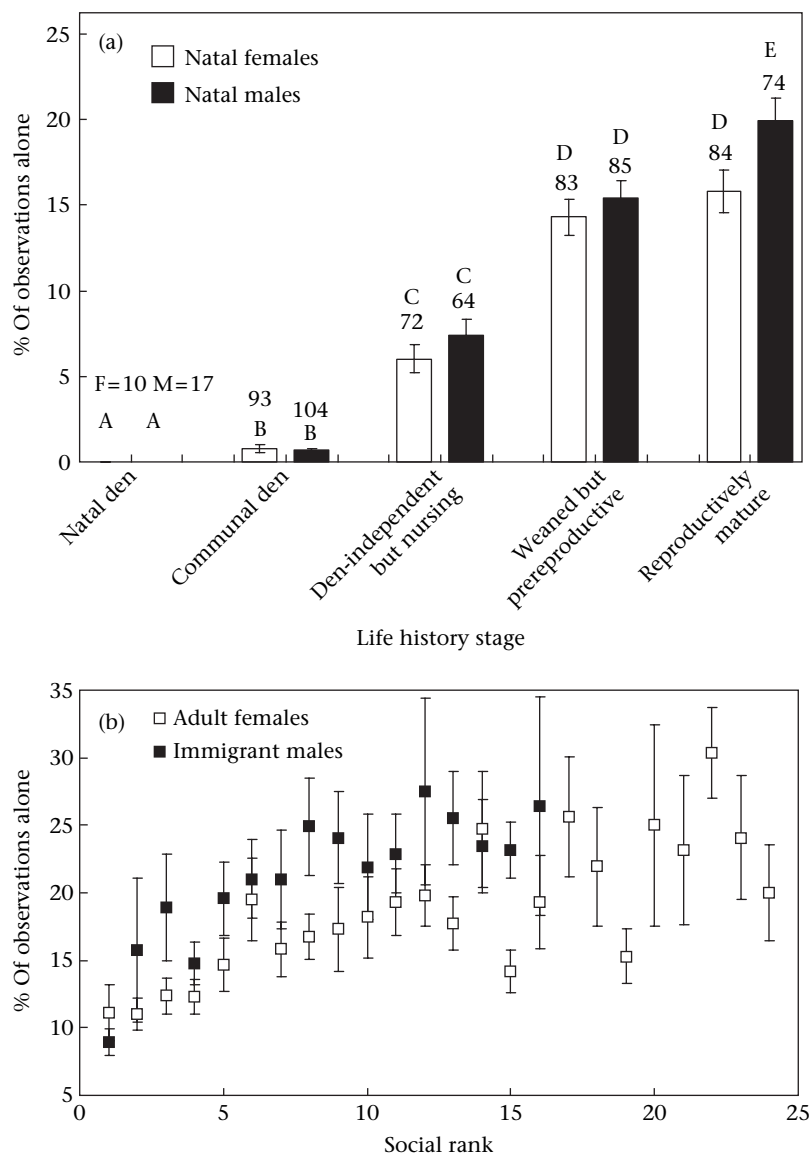 25
(a)
Natal females
Natal males
20
15
10
5
0
% Of observations alone
F=10 M=17
A A
93
B
104
B
C
72
C
64
D
83
D
85
D
84
E
74
Natal den
Communal den
Den-independent
but nursing
Weaned but
prereproductive
Reproductively
mature
Life history stage
35
(b)
Adult females
Immigrant males
30
25
20
15
10
5
% Of observations alone
0 5 10 15 20 25
Social rank